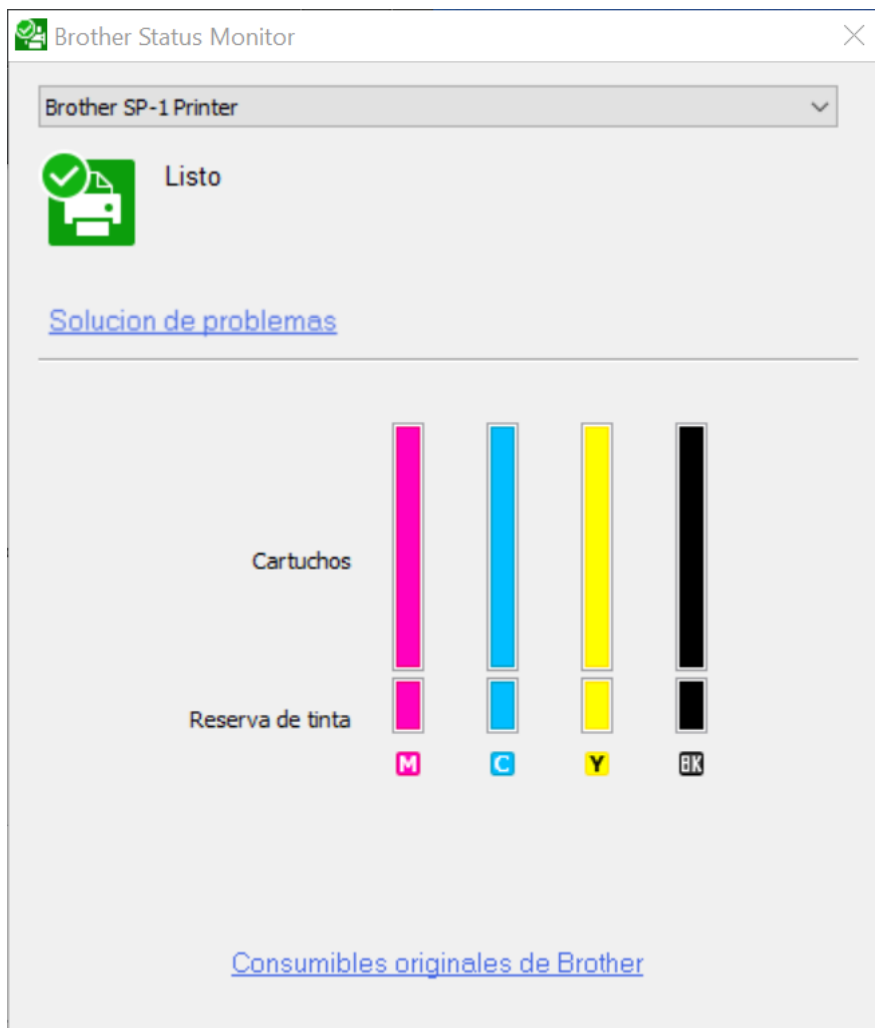 Brother Status Monitor
Brother SP-1 Printer
Listo
Solucion de problemas
Cartuchos
Reserva de tinta
M C Y BK
Consumibles originales de Brother